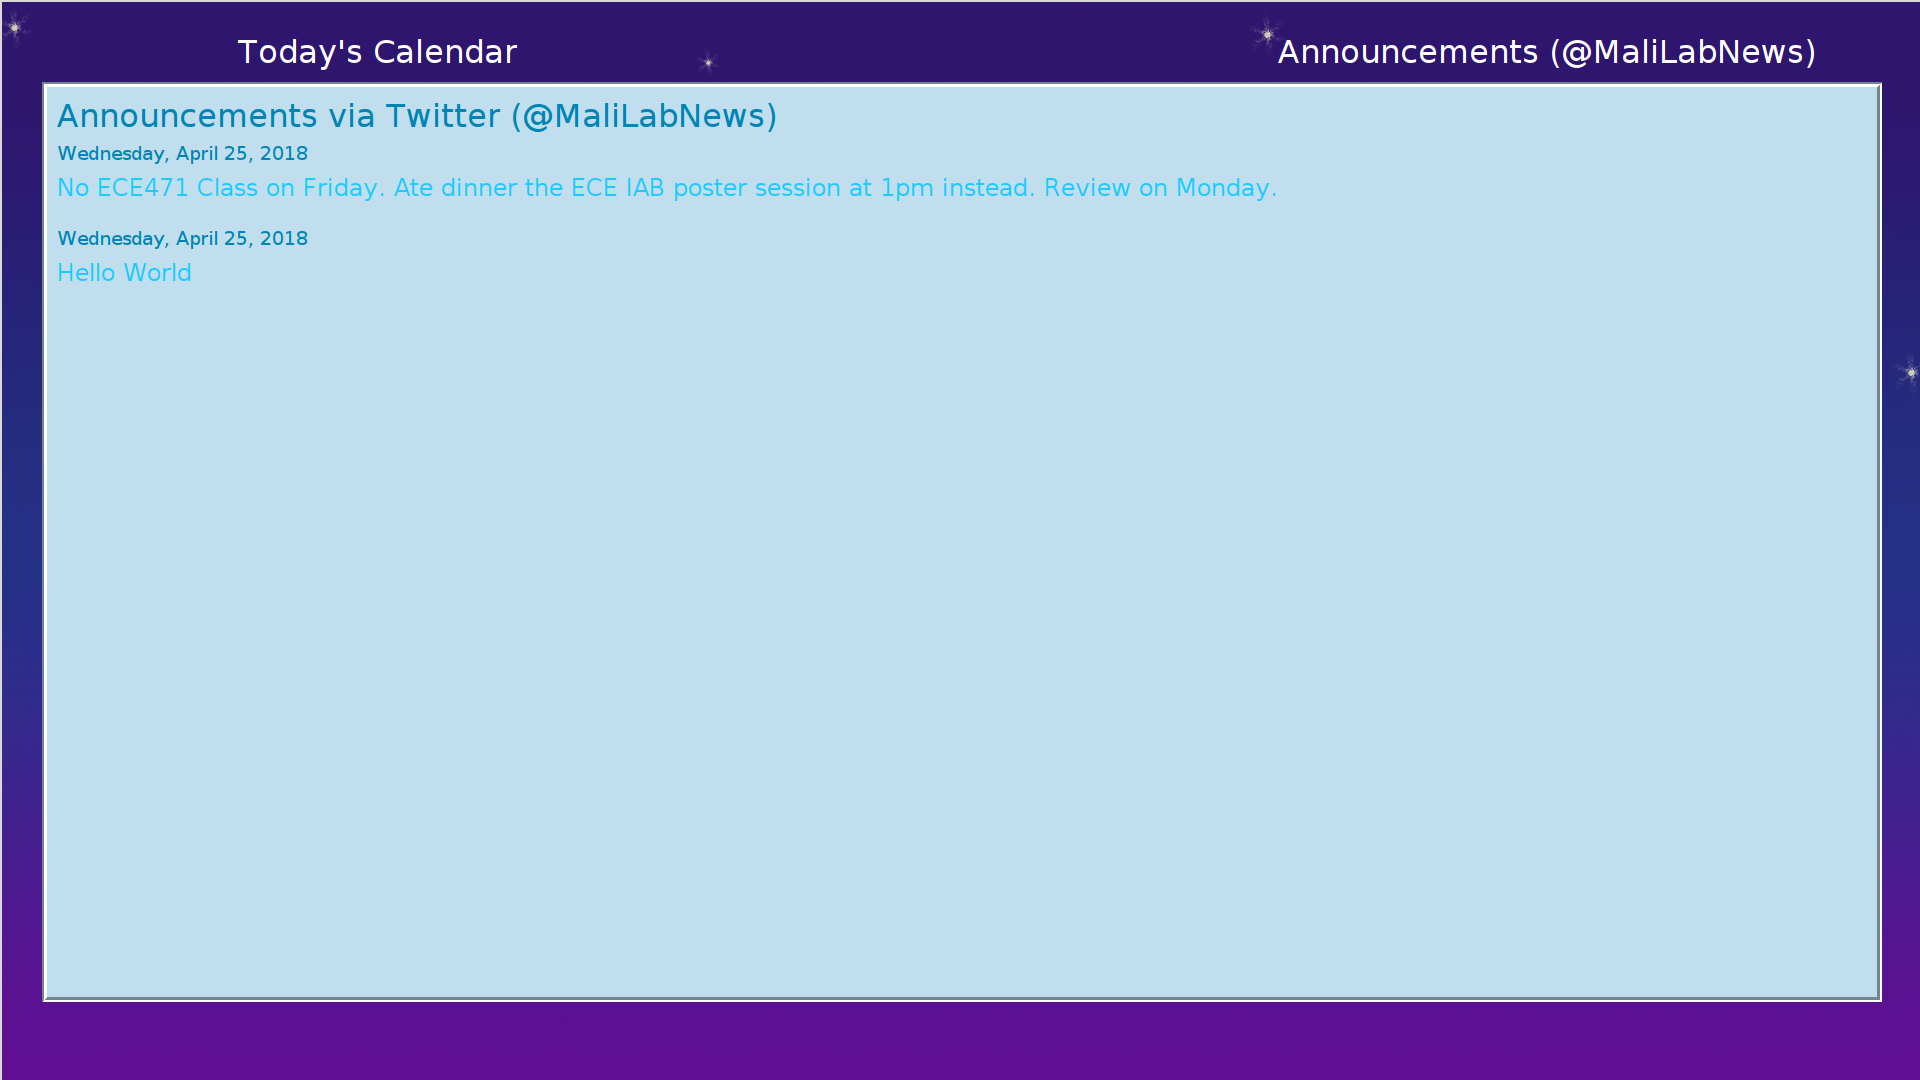 Today's Calendar
Announcements (@MaliLabNews)
Announcements via Twitter (@MaliLabNews)
Wednesday, April 25, 2018
No ECE471 Class on Friday. Ate dinner the ECE IAB poster session at 1pm instead. Review on Monday.
Wednesday, April 25, 2018
Hello World